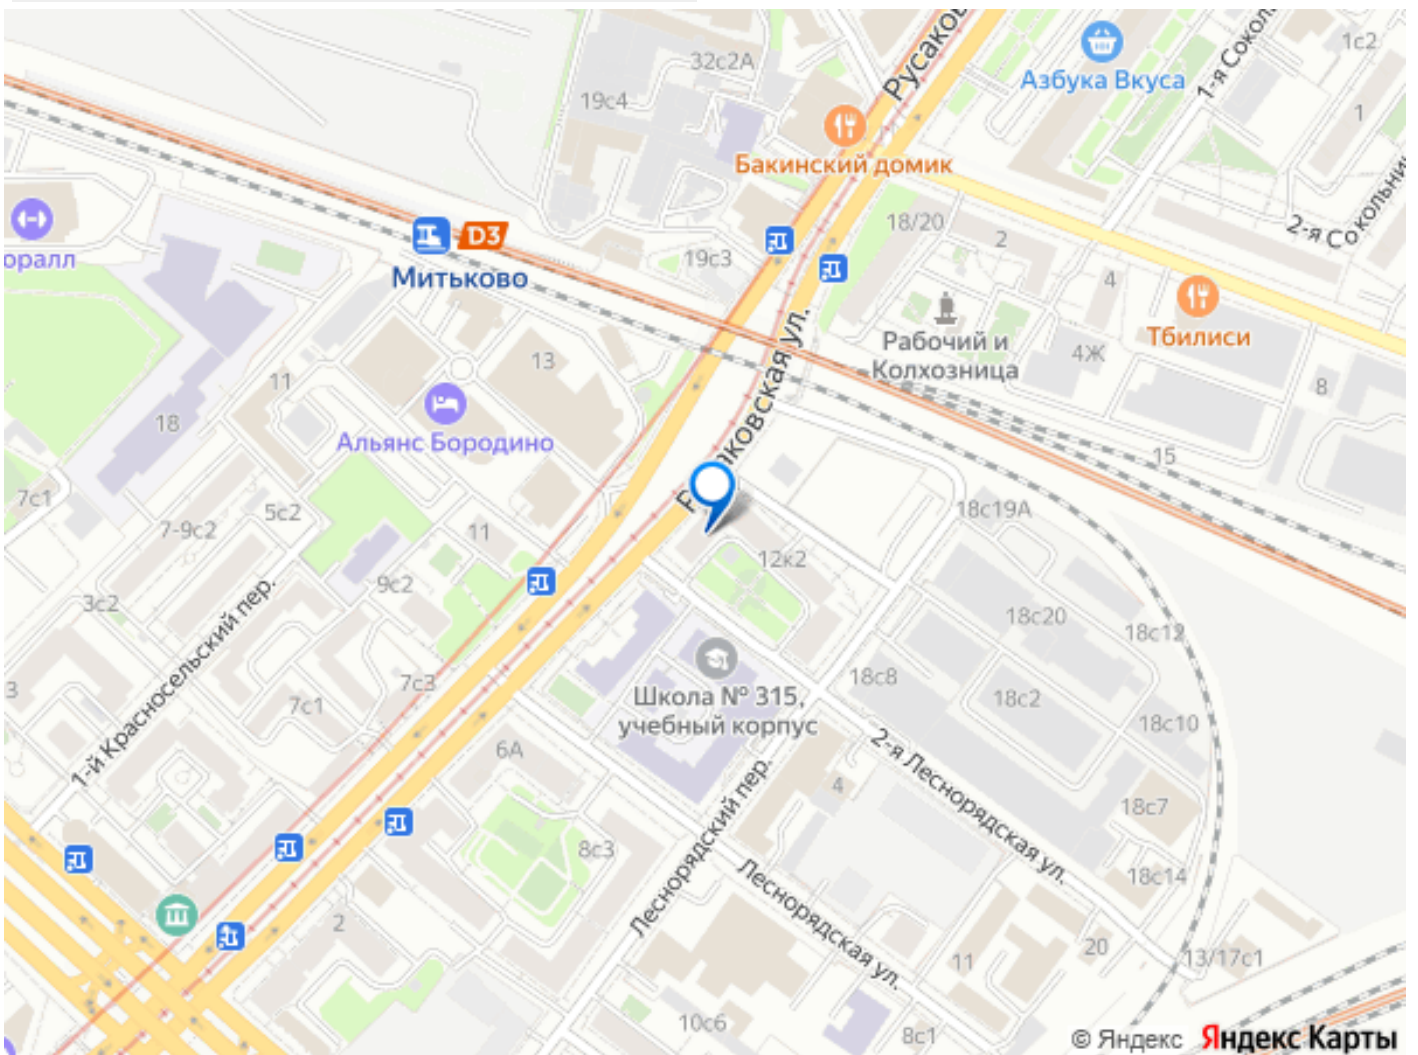 32с2А
Русаков
1с2
Азбука Вкуса
1-я Сокол
19с4
1
Бакинский домик
2-я Сокольни
18/20
2
D3
Митьково
19с3
4
оралл
Рабочий и
Колхозница
Тбилиси
4Ж
13
11
8
18
Альянс Бородино
Русаковская ул.
15
7с1
5с2
7-9с2
11
18с19А
12к2
9с2
3с2
18с20
18с12
Школа № 315,
учебный корпус
18с8
18с2
18с10
3
7с3
7с1
1-й Красносельский пер.
6А
2-я Леснорядская ул.
4
18с7
8с3
Леснорядский пер.
Леснорядская ул.
18с14
2
20
11
13/17с1
10с6
8с1
© Яндекс Яндекс Карты